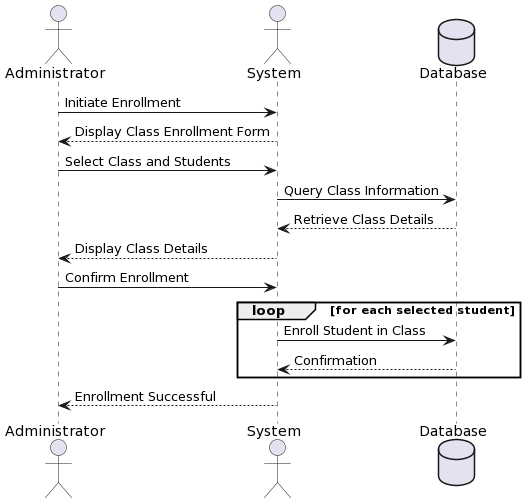 Administrator System Database
Initiate Enrollment
Display Class Enrollment Form
Select Class and Students
Query Class Information
Retrieve Class Details
Display Class Details
Confirm Enrollment
loop [for each selected student]
Enroll Student in Class
Confirmation
Enrollment Successful
Administrator System Database